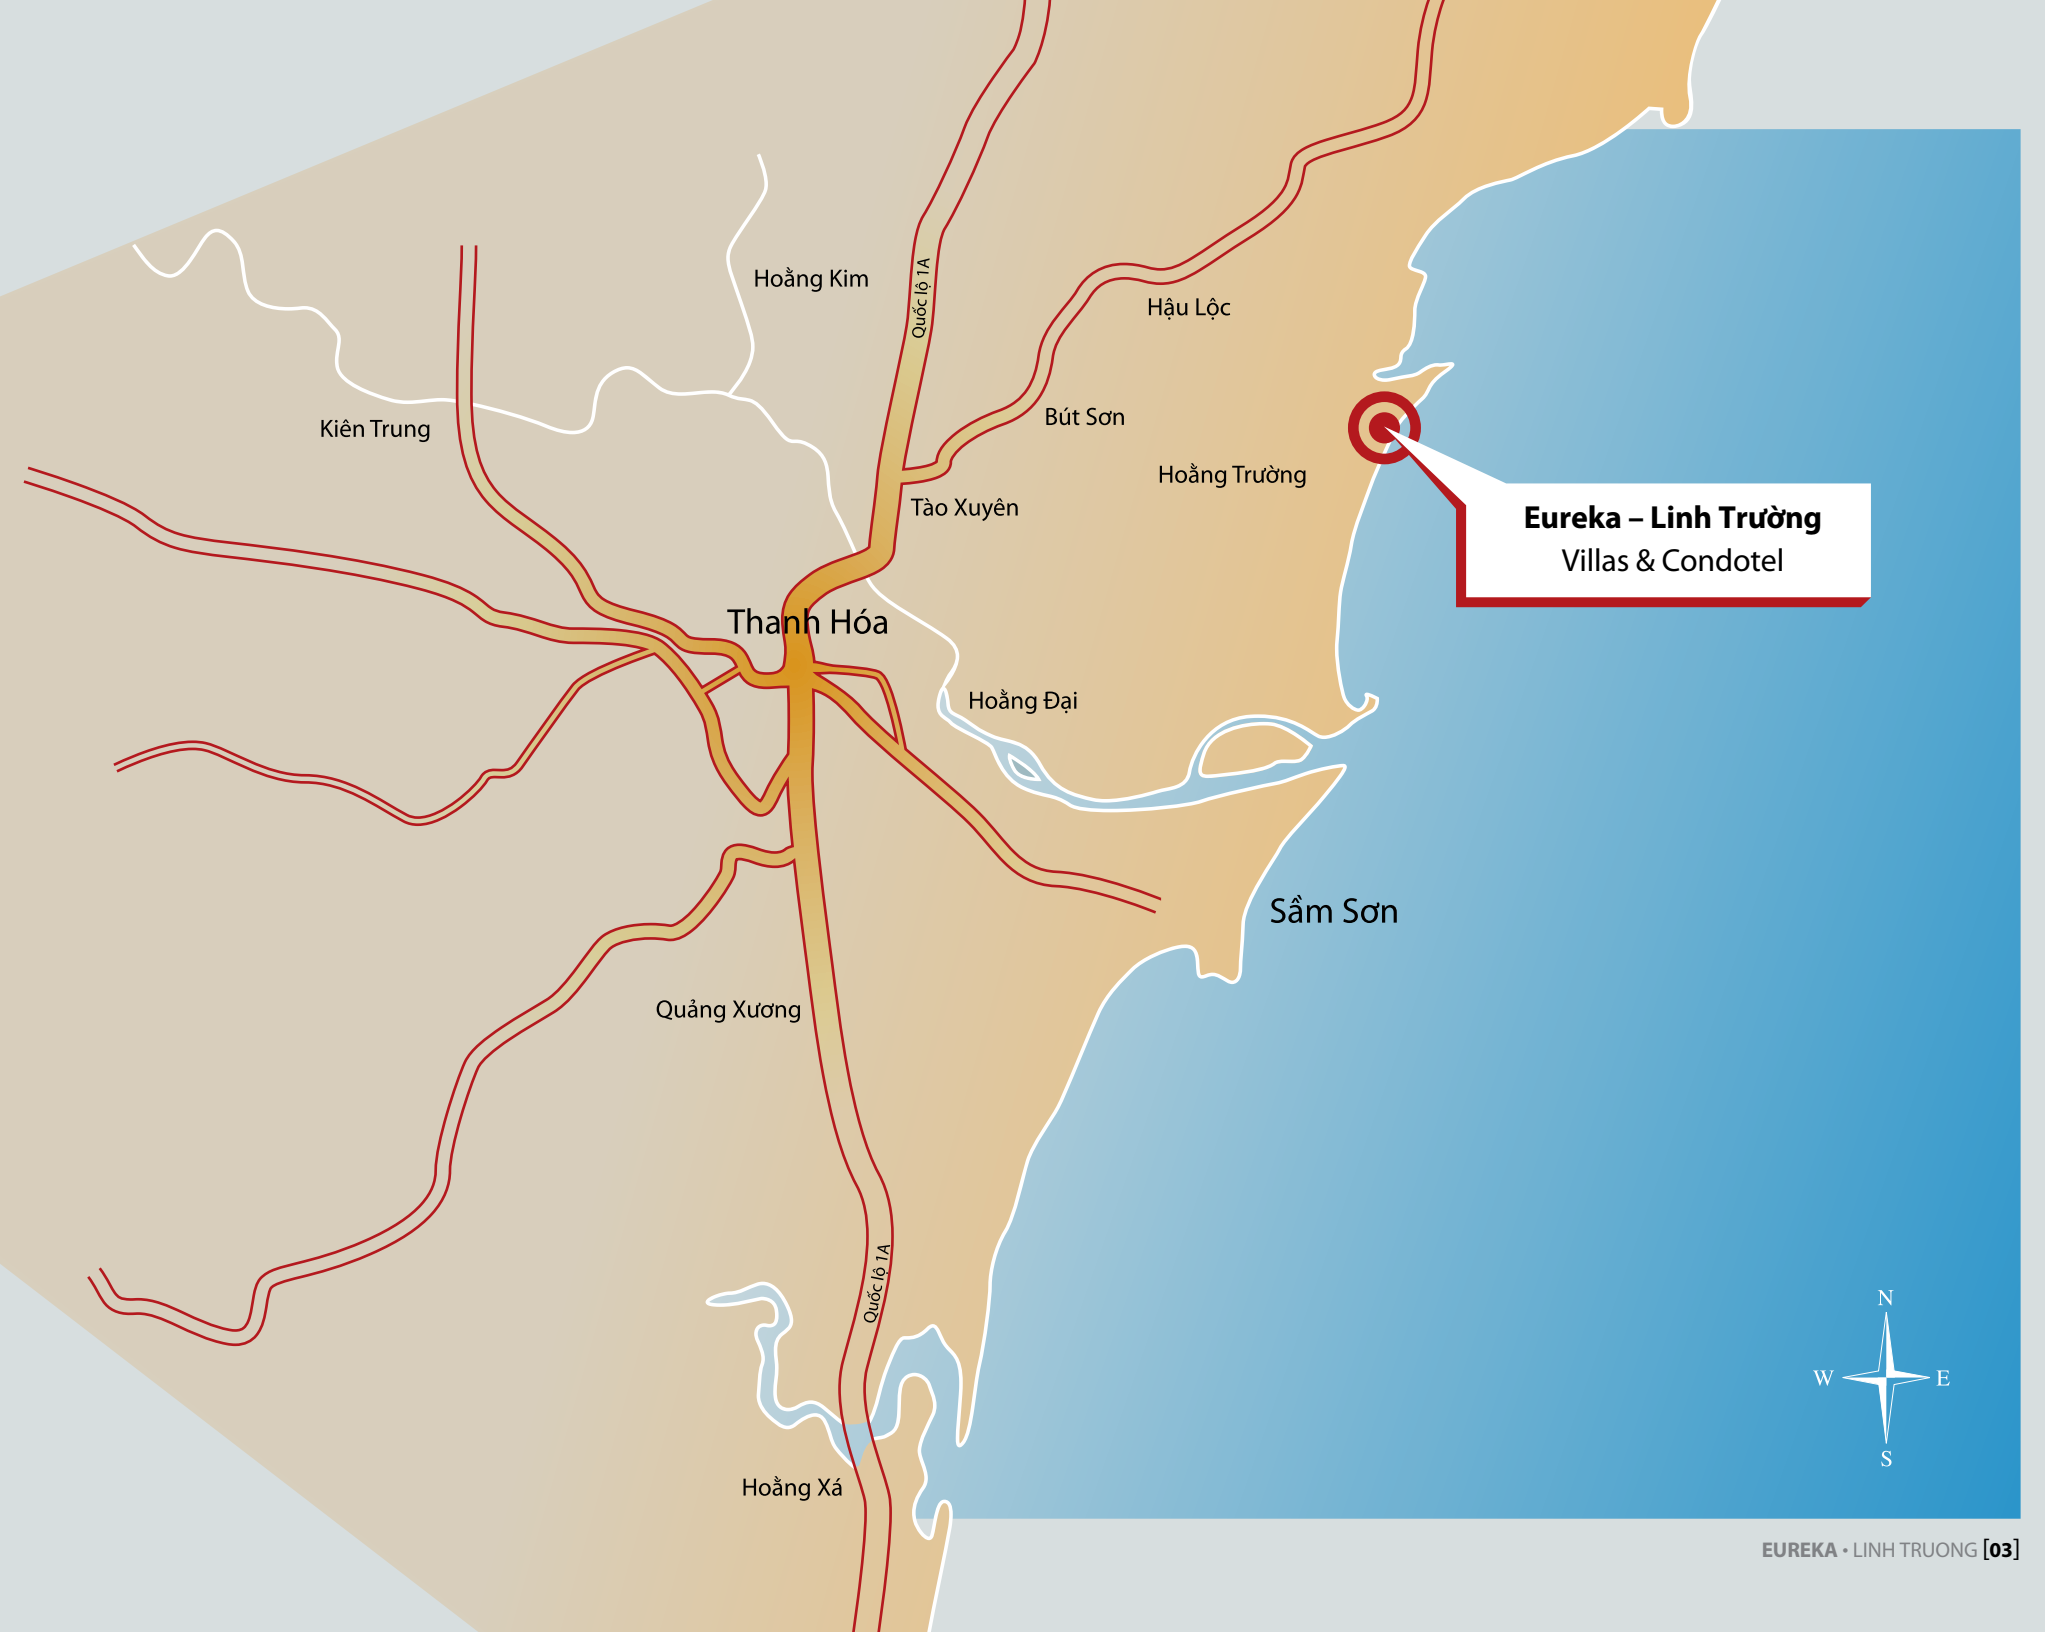 Hoằng Kim
Quốc lộ 1A
Hậu Lộc
Kiên Trung
Bút Sơn
Hoằng Trường
Tào Xuyên
Eureka – Linh Trường
Villas & Condotel
Thanh Hóa
Hoằng Đại
Sầm Sơn
Quảng Xương
Quốc lộ 1A
N
W
E
S
Hoằng Xá
EUREKA • LINH TRUONG [03]